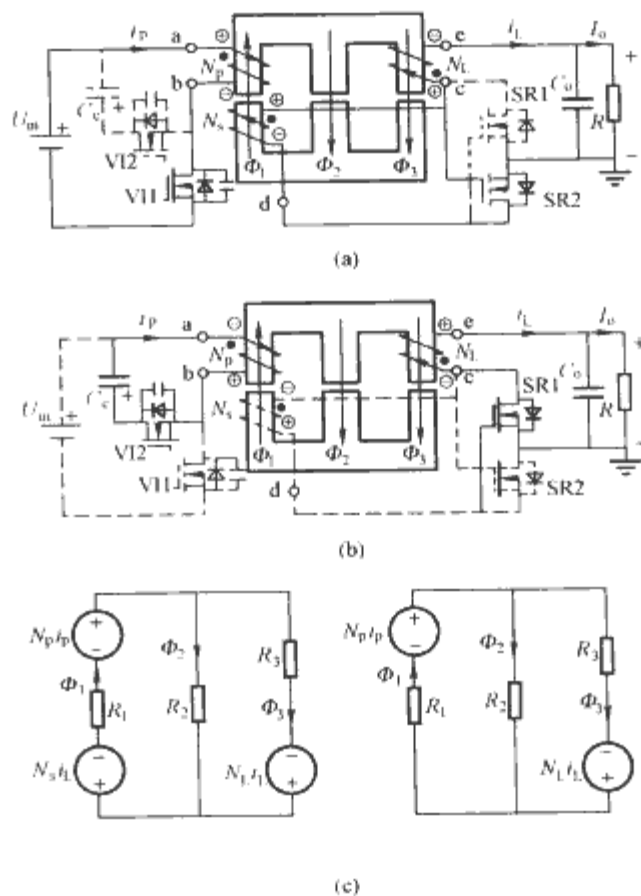 i_P a ⊕ ⊖ e i_L I_o
N_p N_L +
b ⊖ ⊕ ⊕ c SR1 C_o
C_c N_s ⊖ R
U_in + VI2
VI1 Φ_1 Φ_2 Φ_3 −
d SR2
(a)
i_P a ⊖ ⊕ e i_L I_o
N_p N_L +
b ⊕ ⊖ ⊖ c SR1 C_o
C_c + N_s ⊕ R
U_in + VI2
VI1 Φ_1 Φ_2 Φ_3 −
d SR2
(b)
N_p i_p + − Φ_2 R_3 N_p i_p + − Φ_2 R_3
Φ_1 R_1 R_2 Φ_3 Φ_1 R_1 R_2 Φ_3
N_s i_L − + N_L i_L − + N_L i_L − +
(c)